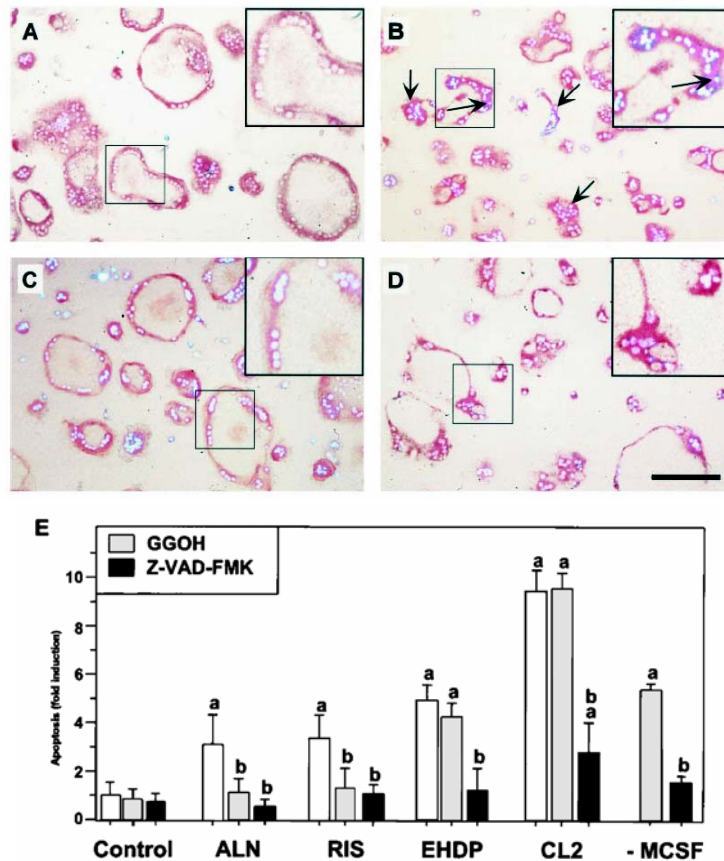 A
B
C
D
E
GGOH
Z-VAD-FMK
Apoptosis (fold induction)
10
8
6
4
2
0
a
b
b
a
b
b
a
a
b
a
a
b
a
a
b
Control
ALN
RIS
EHDP
CL2
- MCSF